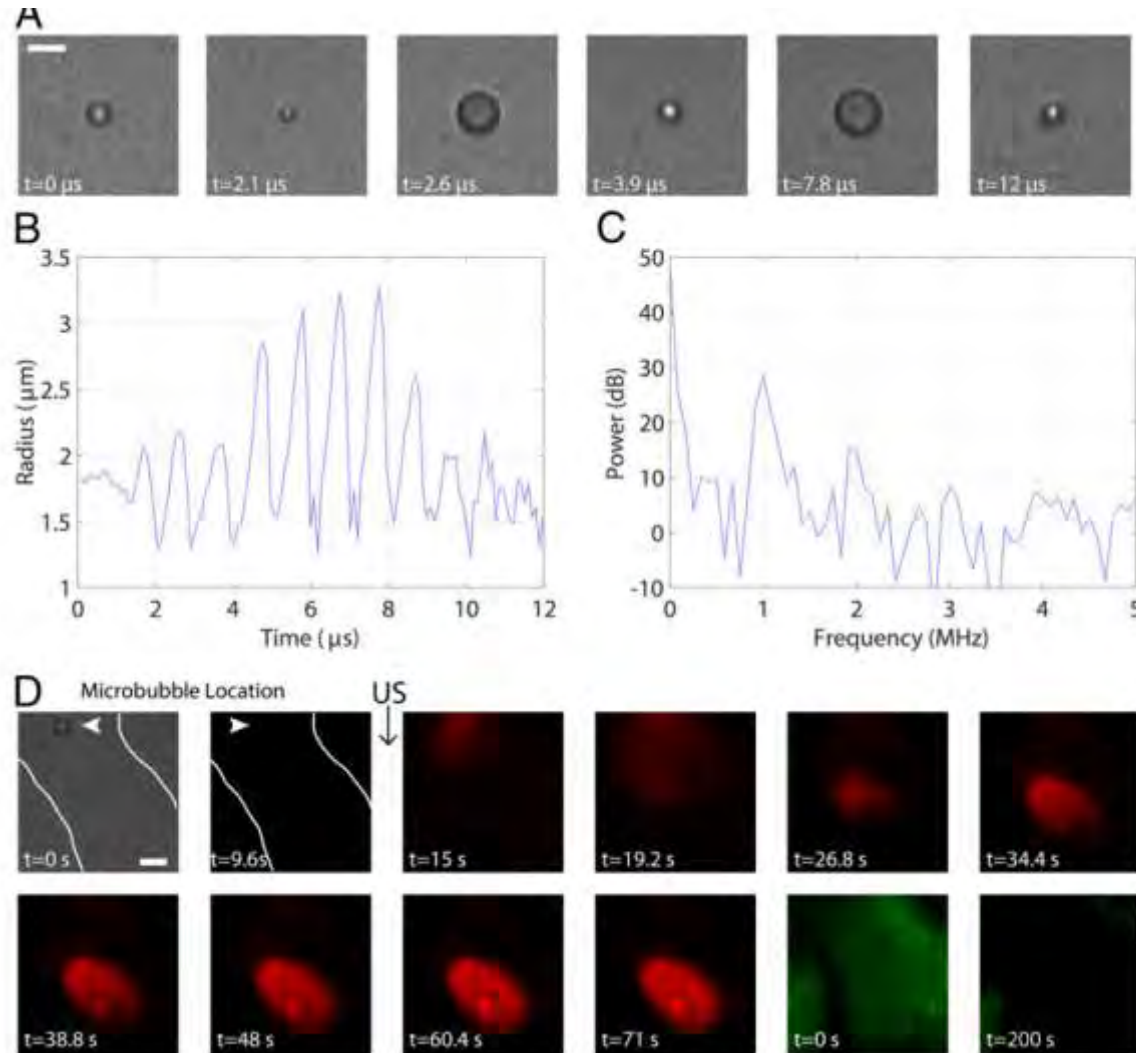 A
t=0 µs
t=2.1 µs
t=2.6 µs
t=3.9 µs
t=7.8 µs
t=12 µs
B
3.5
3
2.5
2
1.5
1
Radius (µm)
0 2 4 6 8 10 12
Time (µs)
C
50
40
30
20
10
0
-10
Power (dB)
0 1 2 3 4 5
Frequency (MHz)
D
Microbubble Location
US
t=0 s
t=9.6s
t=15 s
t=19.2 s
t=26.8 s
t=34.4 s
t=38.8 s
t=48 s
t=60.4 s
t=71 s
t=0 s
t=200 s